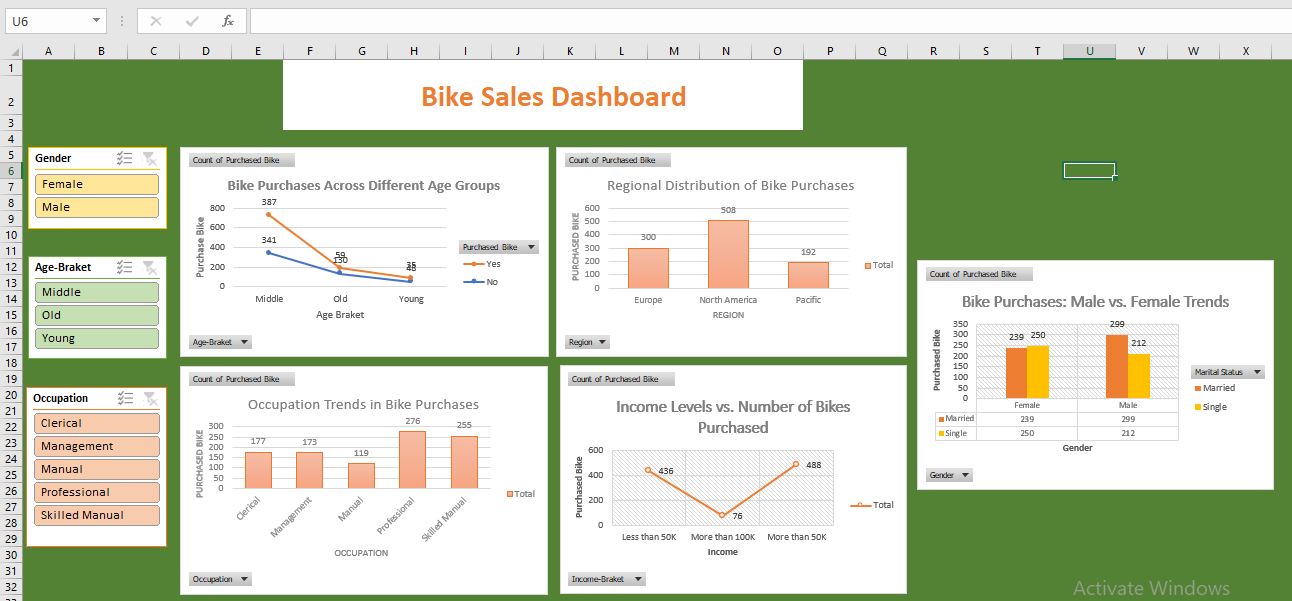 U6
fx
A B C D E F G H I J K L M N O P Q R S T U V W X
1
2
3
4
5
6
7
8
9
10
11
12
13
14
15
16
17
18
19
20
21
22
23
24
25
26
27
28
29
30
31
32
Bike Sales Dashboard
Gender
Female
Male
Age-Braket
Middle
Old
Young
Occupation
Clerical
Management
Manual
Professional
Skilled Manual
Count of Purchased Bike
Bike Purchases Across Different Age Groups
Purchase Bike
800
600
400
200
0
387
341
59
130
35
48
Middle Old Young
Age Braket
Purchased Bike
Yes
No
Age-Braket
Count of Purchased Bike
Regional Distribution of Bike Purchases
PURCHASED BIKE
600
500
400
300
200
100
0
300 508 192
Europe North America Pacific
REGION
Total
Region
Count of Purchased Bike
Occupation Trends in Bike Purchases
PURCHASED BIKE
300
250
200
150
100
50
0
177 173 119 276 255
Clerical Management Manual Professional Skilled Manual
OCCUPATION
Total
Occupation
Count of Purchased Bike
Income Levels vs. Number of Bikes
Purchased
Purchased Bike
600
400
200
0
436 76 488
Less than 50K More than 100K More than 50K
Income
Total
Income-Braket
Count of Purchased Bike
Bike Purchases: Male vs. Female Trends
Purchased Bike
350
300
250
200
150
100
50
0
239 250 299 212
Female Male
Married 239 299
Single 250 212
Gender
Marital Status
Married
Single
Gender
Activate Windows